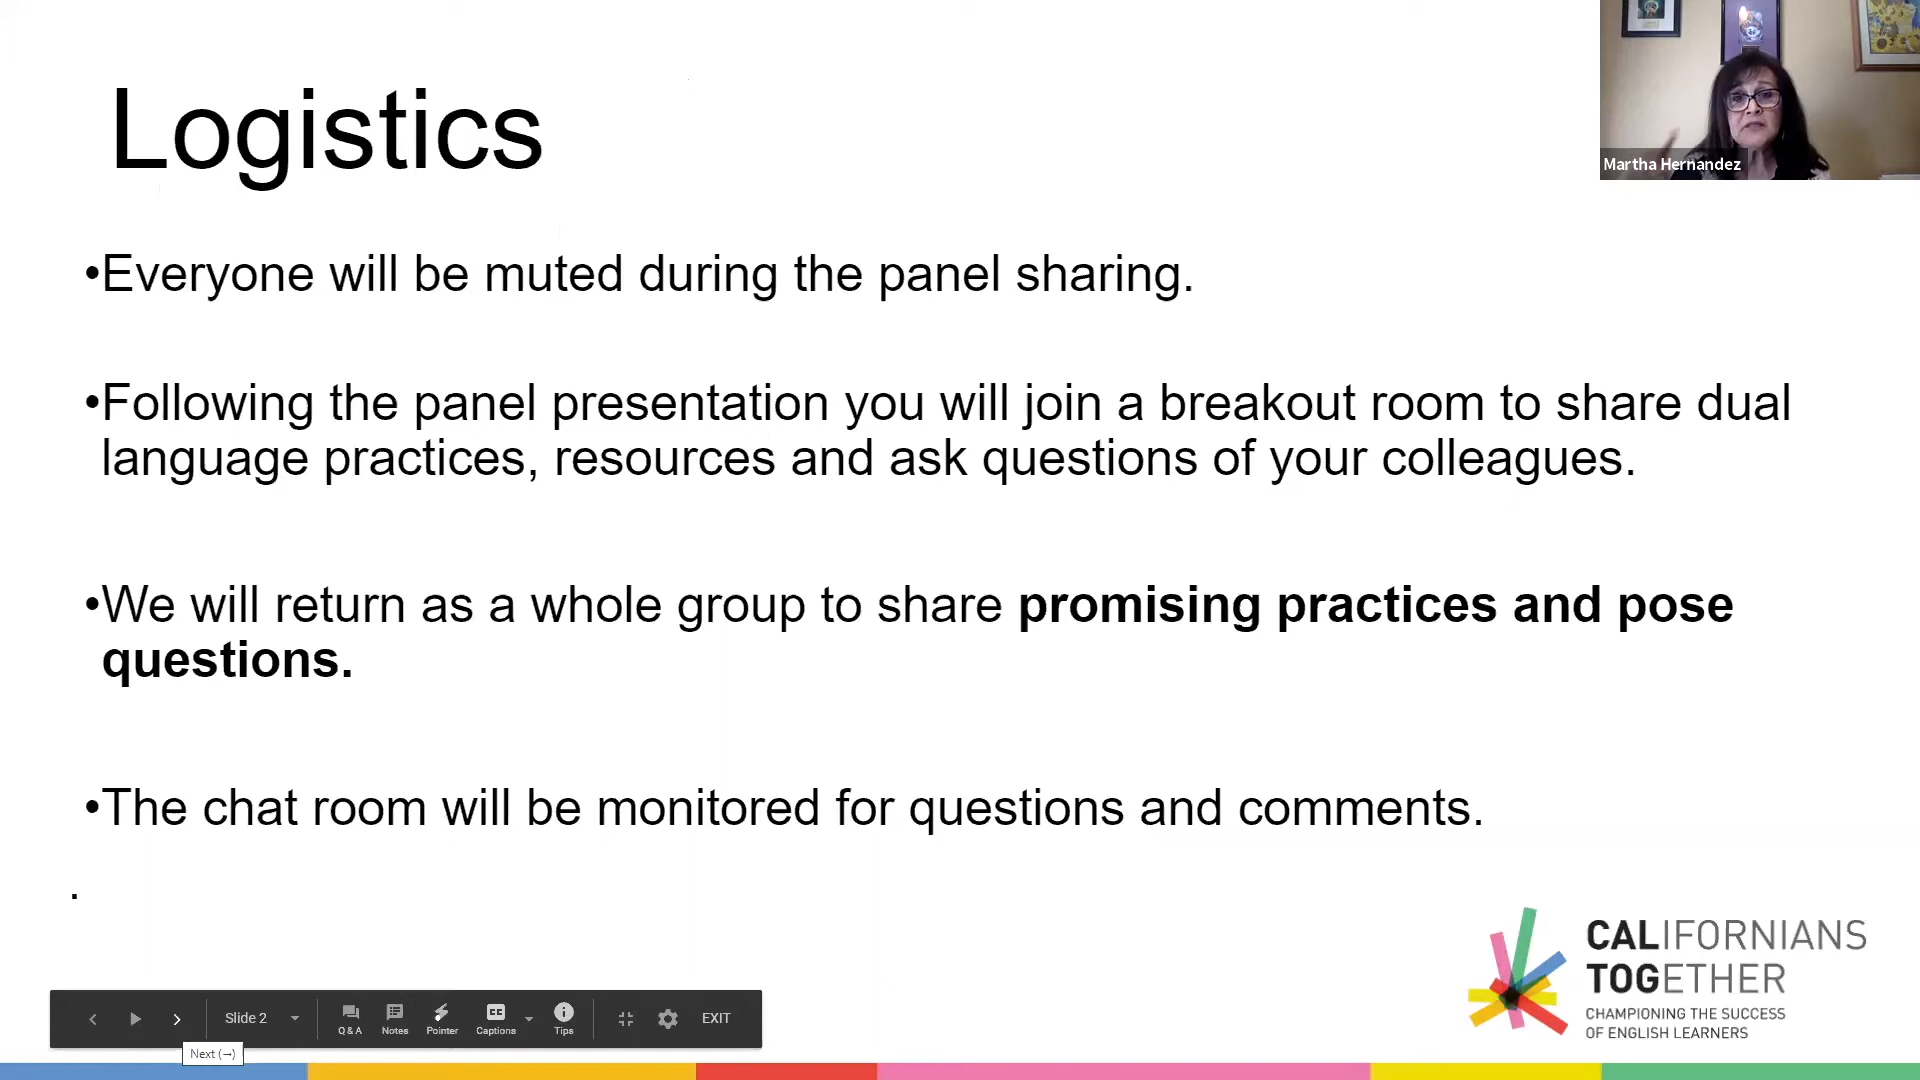 Logistics
Martha Hernandez
•Everyone will be muted during the panel sharing.
•Following the panel presentation you will join a breakout room to share dual
language practices, resources and ask questions of your colleagues.
•We will return as a whole group to share promising practices and pose
questions.
•The chat room will be monitored for questions and comments.
.
CALIFORNIANS
TOGETHER
CHAMPIONING THE SUCCESS
OF ENGLISH LEARNERS
Slide 2
Q & A
Notes
Pointer
CC
Captions
Tips
EXIT
Next (→)